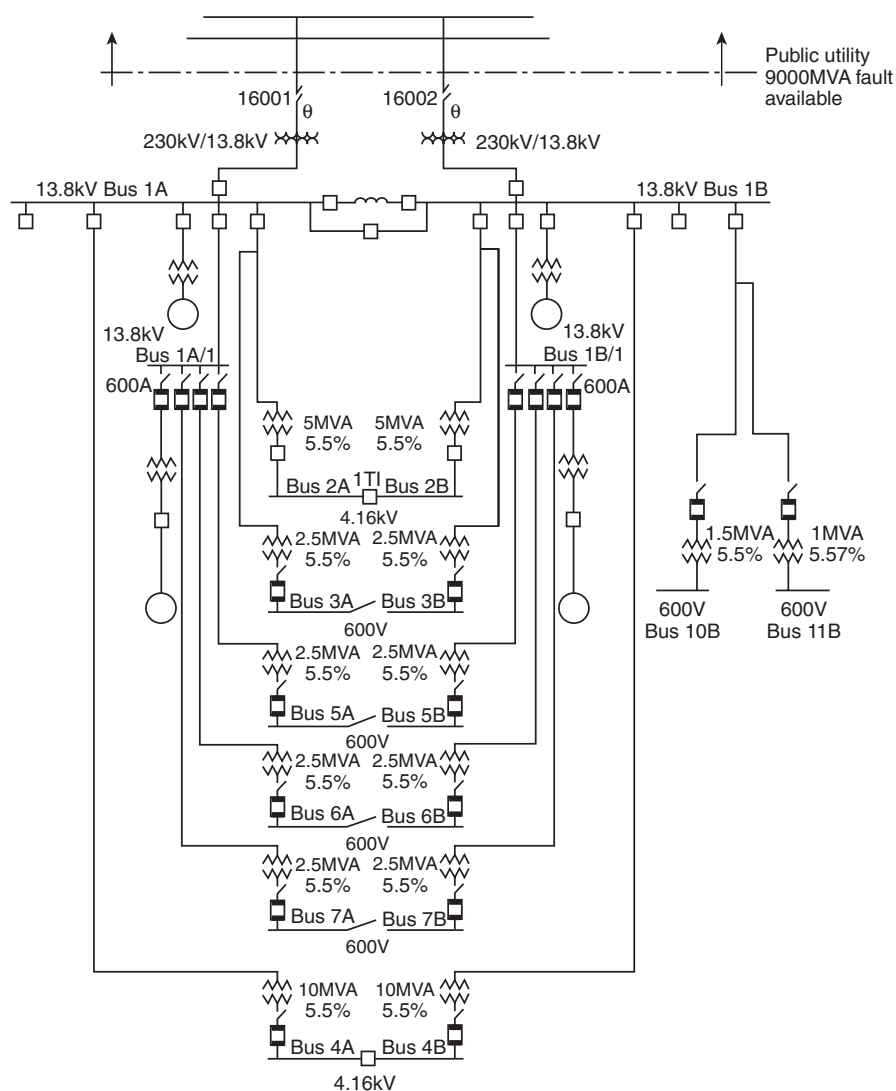 Public utility
9000MVA fault
available
16001
16002
θ
θ
230kV/13.8kV
230kV/13.8kV
13.8kV Bus 1A
13.8kV Bus 1B
13.8kV
Bus 1A/1
13.8kV
Bus 1B/1
600A
600A
5MVA
5.5%
5MVA
5.5%
Bus 2A
1TI
Bus 2B
4.16kV
2.5MVA
5.5%
2.5MVA
5.5%
1.5MVA
5.5%
1MVA
5.57%
Bus 3A
Bus 3B
600V
600V
Bus 10B
600V
Bus 11B
2.5MVA
5.5%
2.5MVA
5.5%
Bus 5A
Bus 5B
600V
2.5MVA
5.5%
2.5MVA
5.5%
Bus 6A
Bus 6B
600V
2.5MVA
5.5%
2.5MVA
5.5%
Bus 7A
Bus 7B
600V
10MVA
5.5%
10MVA
5.5%
Bus 4A
Bus 4B
4.16kV